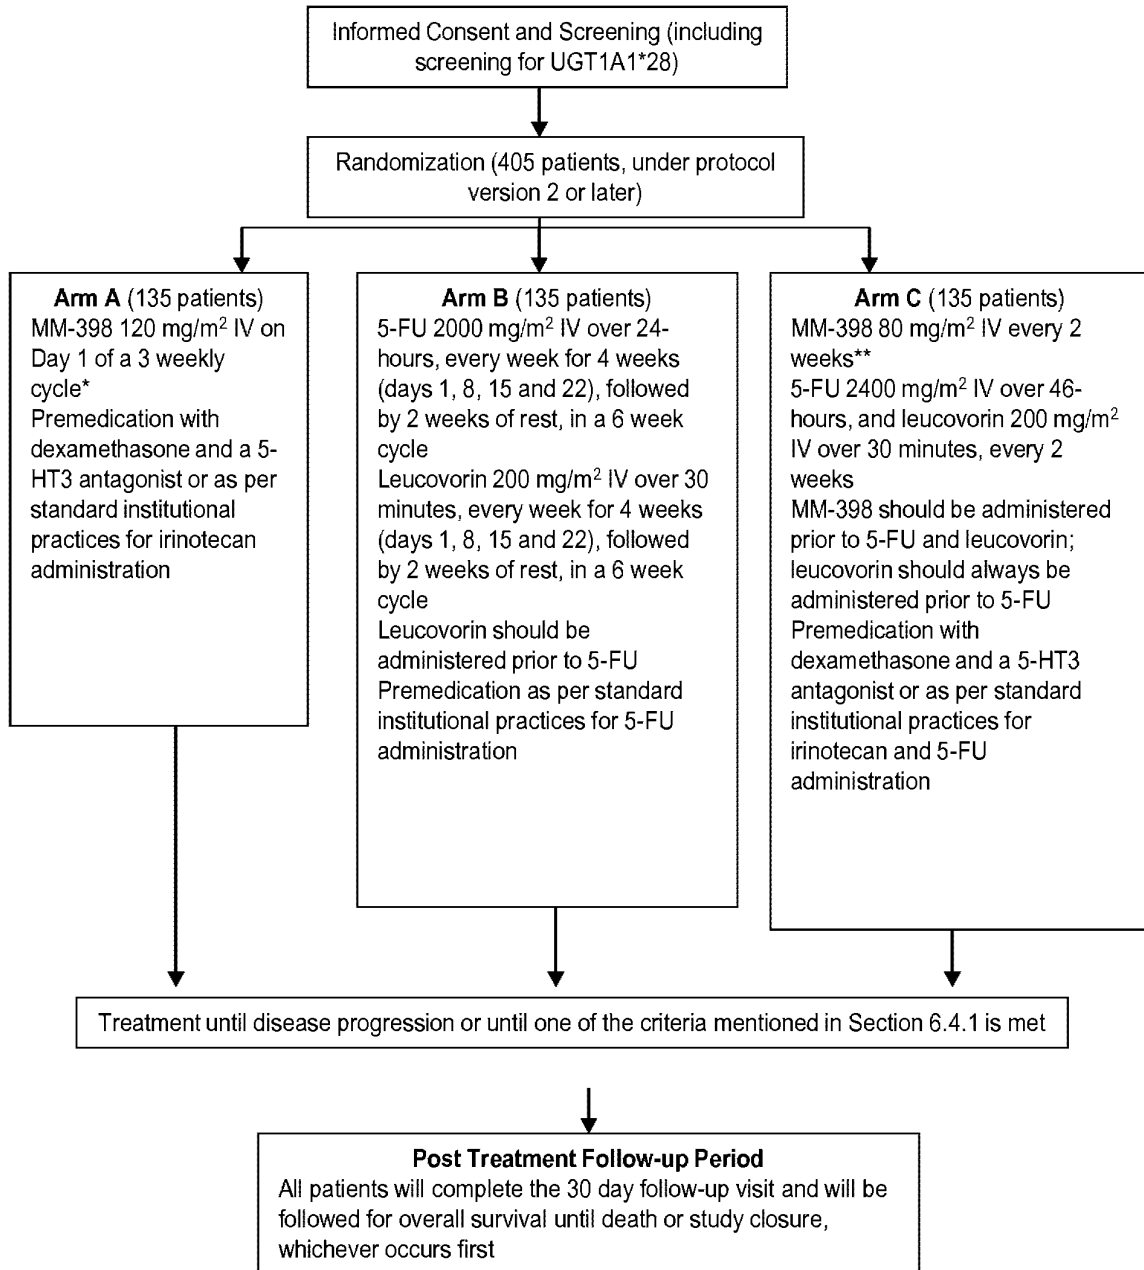 Informed Consent and Screening (including
screening for UGT1A1*28)
Randomization (405 patients, under protocol
version 2 or later)
Arm A (135 patients)
MM-398 120 mg/m² IV on
Day 1 of a 3 weekly
cycle*
Premedication with
dexamethasone and a 5-
HT3 antagonist or as per
standard institutional
practices for irinotecan
administration
Arm B (135 patients)
5-FU 2000 mg/m² IV over 24-
hours, every week for 4 weeks
(days 1, 8, 15 and 22), followed
by 2 weeks of rest, in a 6 week
cycle
Leucovorin 200 mg/m² IV over 30
minutes, every week for 4 weeks
(days 1, 8, 15 and 22), followed
by 2 weeks of rest, in a 6 week
cycle
Leucovorin should be
administered prior to 5-FU
Premedication as per standard
institutional practices for 5-FU
administration
Arm C (135 patients)
MM-398 80 mg/m² IV every 2
weeks**
5-FU 2400 mg/m² IV over 46-
hours, and leucovorin 200 mg/m²
IV over 30 minutes, every 2
weeks
MM-398 should be administered
prior to 5-FU and leucovorin;
leucovorin should always be
administered prior to 5-FU
Premedication with
dexamethasone and a 5-HT3
antagonist or as per standard
institutional practices for
irinotecan and 5-FU
administration
Treatment until disease progression or until one of the criteria mentioned in Section 6.4.1 is met
Post Treatment Follow-up Period
All patients will complete the 30 day follow-up visit and will be
followed for overall survival until death or study closure,
whichever occurs first